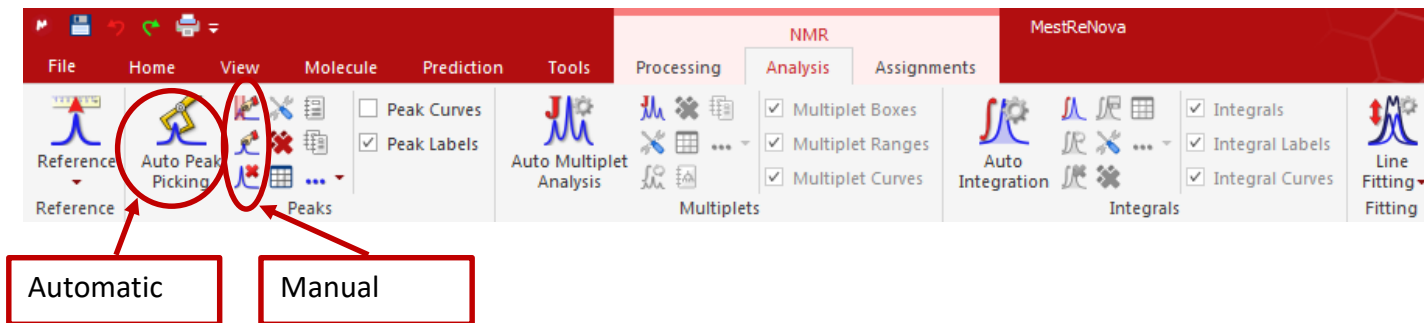 NMR
MestReNova
File Home View Molecule Prediction Tools Processing Analysis Assignments
Reference
Auto Peak
Picking
Peak Curves
Peak Labels
Auto Multiplet
Analysis
Multiplet Boxes
Multiplet Ranges
Multiplet Curves
Auto
Integration
Integrals
Integral Labels
Integral Curves
Line
Fitting
Reference Peaks Multiplets Integrals Fitting
Automatic Manual